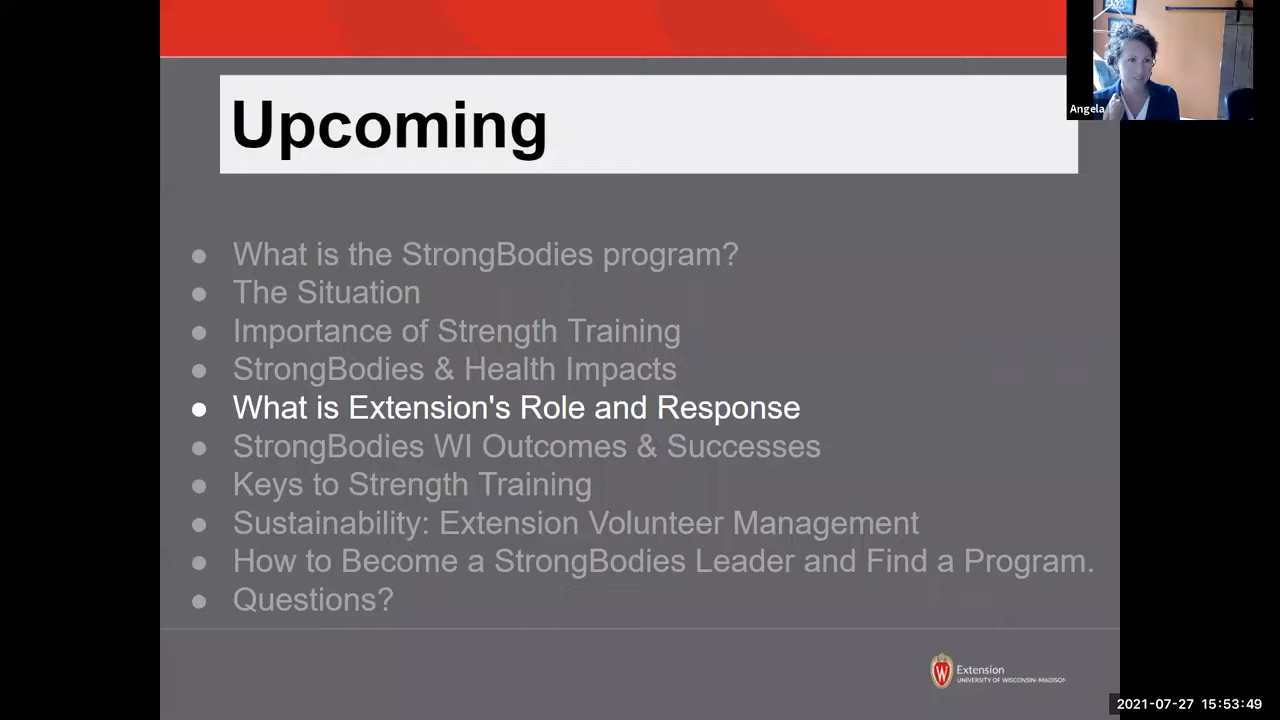 Upcoming
Angela
● What is the StrongBodies program?
● The Situation
● Importance of Strength Training
● StrongBodies & Health Impacts
● What is Extension's Role and Response
● StrongBodies WI Outcomes & Successes
● Keys to Strength Training
● Sustainability: Extension Volunteer Management
● How to Become a StrongBodies Leader and Find a Program.
● Questions?
W
Extension
UNIVERSITY OF WISCONSIN-MADISON
2021-07-27 15:53:49